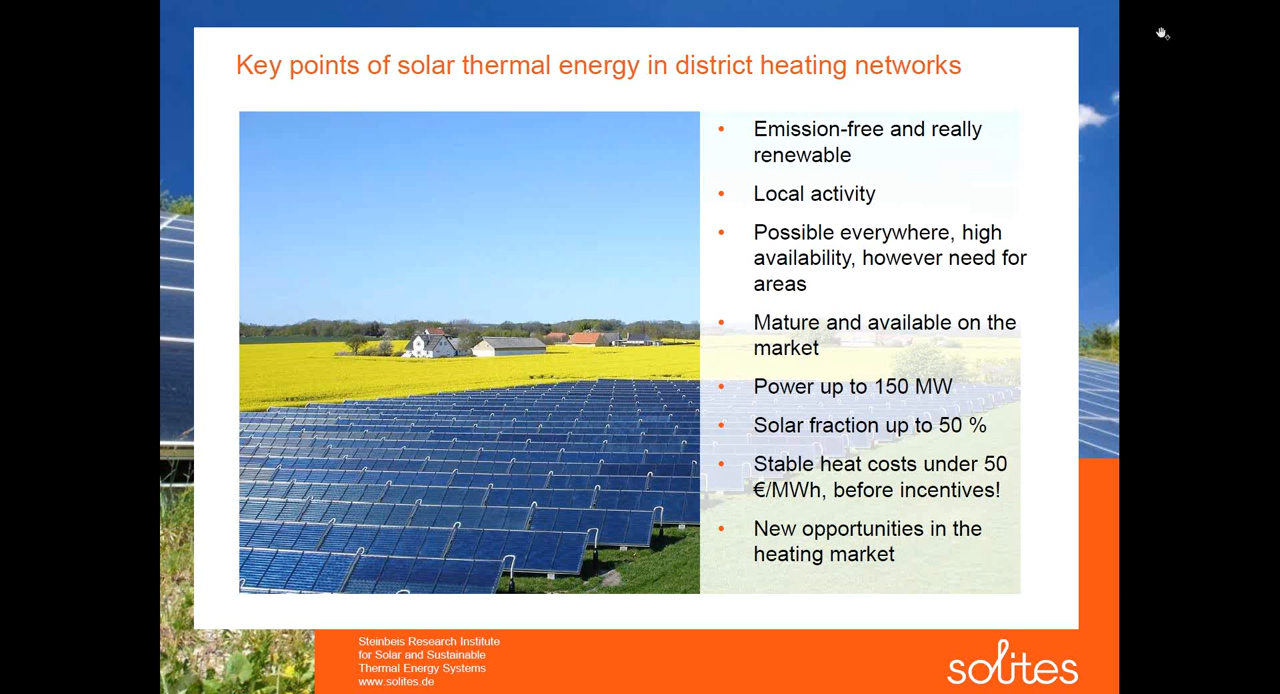 Key points of solar thermal energy in district heating networks
• Emission-free and really
renewable
• Local activity
• Possible everywhere, high
availability, however need for
areas
• Mature and available on the
market
• Power up to 150 MW
• Solar fraction up to 50 %
• Stable heat costs under 50
€/MWh, before incentives!
• New opportunities in the
heating market
Steinbeis Research Institute
for Solar and Sustainable
Thermal Energy Systems
www.solites.de
solites